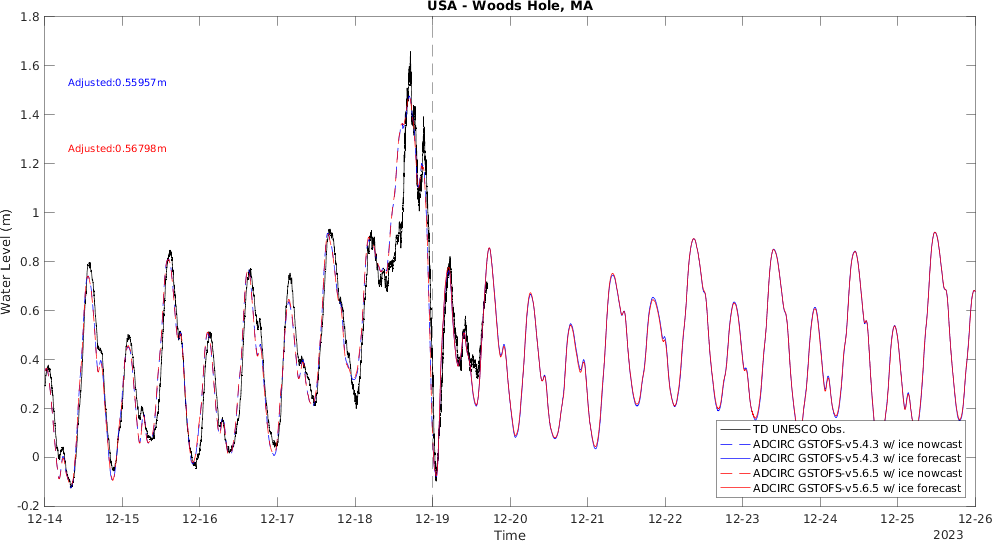 USA - Woods Hole, MA
1.8
1.6
1.4
1.2
1
0.8
0.6
0.4
0.2
0
-0.2
Water Level (m)
Adjusted:0.55957m
Adjusted:0.56798m
TD UNESCO Obs.
ADCIRC GSTOFS-v5.4.3 w/ ice nowcast
ADCIRC GSTOFS-v5.4.3 w/ ice forecast
ADCIRC GSTOFS-v5.6.5 w/ ice nowcast
ADCIRC GSTOFS-v5.6.5 w/ ice forecast
12-14 12-15 12-16 12-17 12-18 12-19 12-20 12-21 12-22 12-23 12-24 12-25 12-26
Time
2023